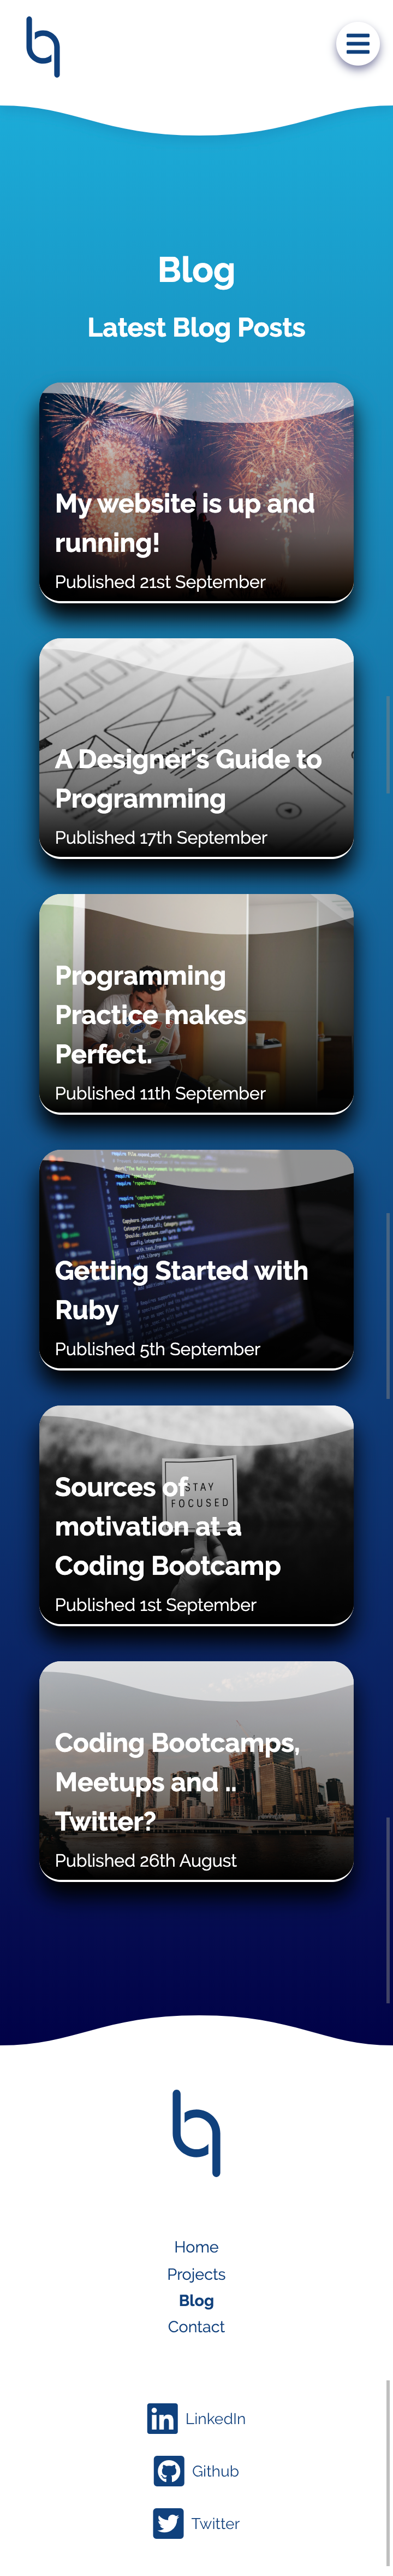 Blog
Latest Blog Posts
My website is up and
running!
Published 21st September
A Designer's Guide to
Programming
Published 17th September
Programming
Practice makes
Perfect.
Published 11th September
Getting Started with
Ruby
Published 5th September
STAY
FOCUSED
Sources of
motivation at a
Coding Bootcamp
Published 1st September
Coding Bootcamps,
Meetups and ..
Twitter?
Published 26th August
Home
Projects
Blog
Contact
LinkedIn
Github
Twitter